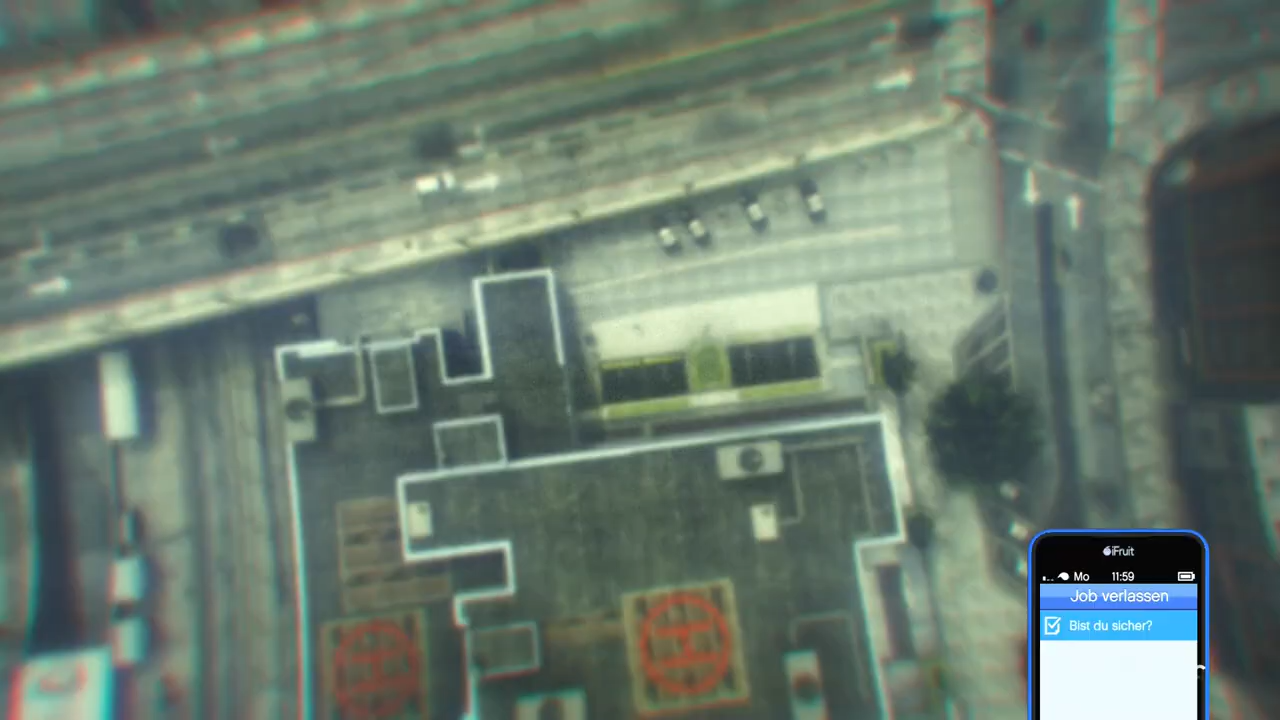 iFruit
Mo 11:59
Job verlassen
Bist du sicher?
H
H